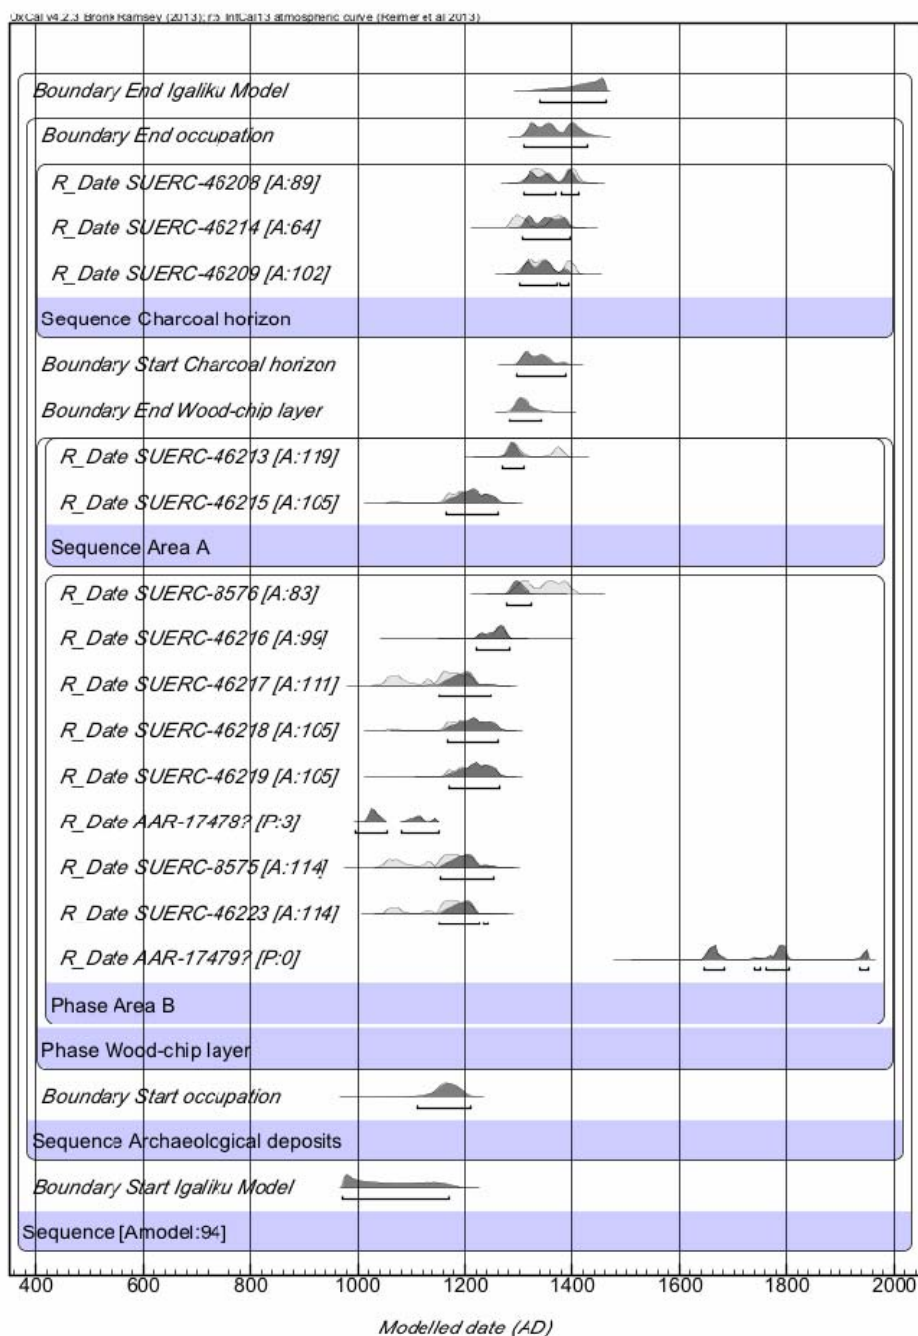 OxCal v4.2.3 Bronk Ramsey (2013); r:5 IntCal13 atmospheric curve (Reimer et al 2013)
Boundary End Igaliku Model
Boundary End occupation
R_Date SUERC-46208 [A:89]
R_Date SUERC-46214 [A:64]
R_Date SUERC-46209 [A:102]
Sequence Charcoal horizon
Boundary Start Charcoal horizon
Boundary End Wood-chip layer
R_Date SUERC-46213 [A:119]
R_Date SUERC-46215 [A:105]
Sequence Area A
R_Date SUERC-8576 [A:83]
R_Date SUERC-46216 [A:99]
R_Date SUERC-46217 [A:111]
R_Date SUERC-46218 [A:105]
R_Date SUERC-46219 [A:105]
R_Date AAR-17478? [P:3]
R_Date SUERC-8575 [A:114]
R_Date SUERC-46223 [A:114]
R_Date AAR-17479? [P:0]
Phase Area B
Phase Wood-chip layer
Boundary Start occupation
Sequence Archaeological deposits
Boundary Start Igaliku Model
Sequence [Amodel:94]
400 600 800 1000 1200 1400 1600 1800 2000
Modelled date (AD)